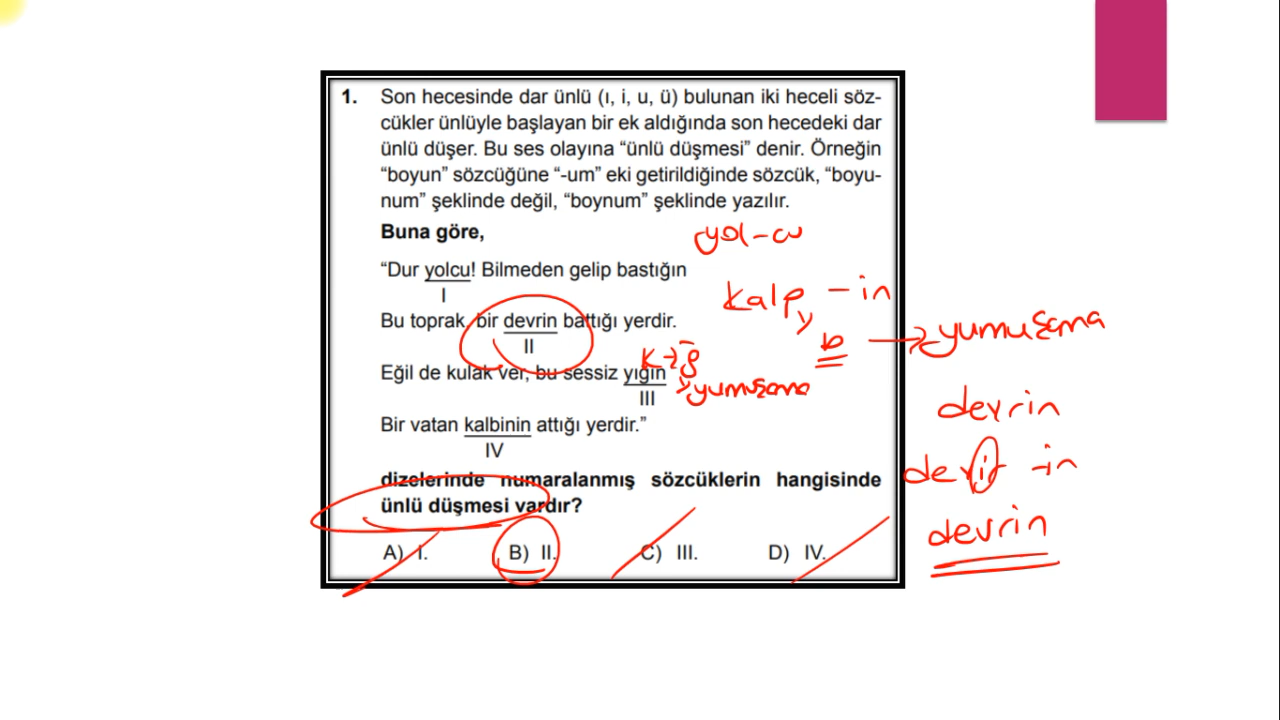 1. Son hecesinde dar ünlü (ı, i, u, ü) bulunan iki heceli söz-
cükler ünlüyle başlayan bir ek aldığında son hecedeki dar
ünlü düşer. Bu ses olayına “ünlü düşmesi” denir. Örneğin
“boyun” sözcüğüne “-um” eki getirildiğinde sözcük, “boyu-
num” şeklinde değil, “boynum” şeklinde yazılır.
Buna göre,
yol-cu
“Dur yolcu! Bilmeden gelip bastığın
I
kalp -in
Bu toprak, bir devrin battığı yerdir.
II
b → yumuşama
k→ğ
Eğil de kulak ver, bu sessiz yığın
III
yumuşama
devrin
Bir vatan kalbinin attığı yerdir.”
IV
devir -in
dizelerinde numaralanmış sözcüklerin hangisinde
ünlü düşmesi vardır?
devrin
A) I. B) II. C) III. D) IV.